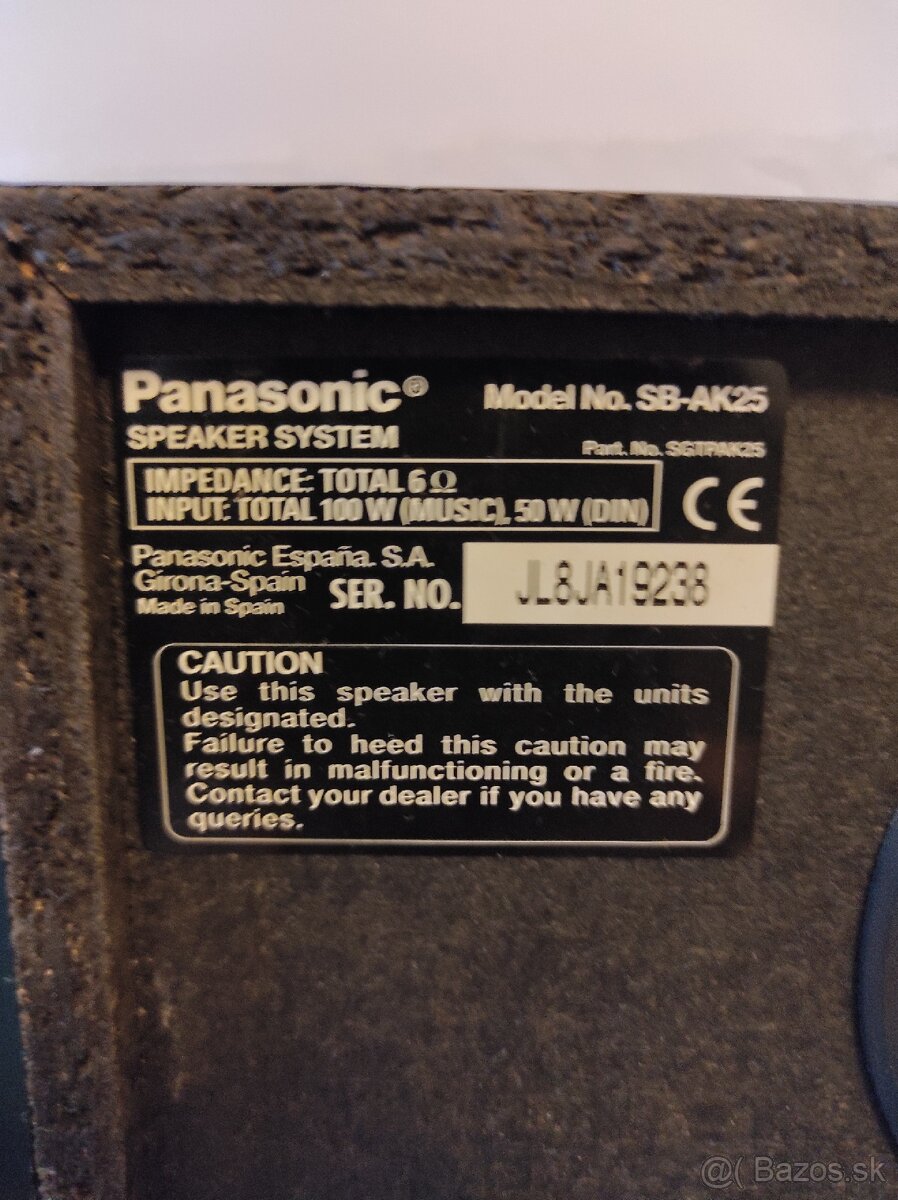 Panasonic® Model No. SB-AK25
SPEAKER SYSTEM Part. No. SGTPAK25
IMPEDANCE: TOTAL 6 Ω
INPUT: TOTAL 100 W (MUSIC), 50 W (DIN)
CE
Panasonic España. S.A.
Girona-Spain
Made in Spain
SER. NO. JL8JA19238
CAUTION
Use this speaker with the units
designated.
Failure to heed this caution may
result in malfunctioning or a fire.
Contact your dealer if you have any
queries.
@( Bazos.sk